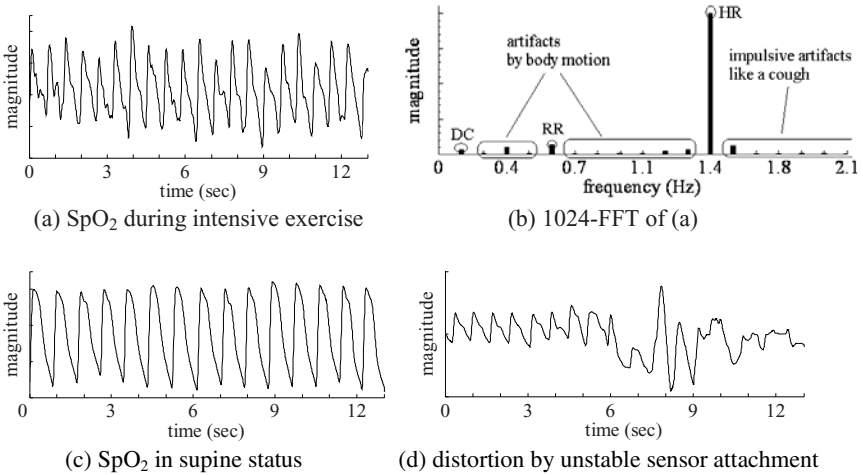 magnitude
0 3 6 9 12
time (sec)
(a) SpO2 during intensive exercise
magnitude
HR
artifacts
by body motion
impulsive artifacts
like a cough
DC
RR
0 0.4 0.7 1.1 1.4 1.8 2.1
frequency (Hz)
(b) 1024-FFT of (a)
magnitude
0 3 6 9 12
time (sec)
(c) SpO2 in supine status
magnitude
0 3 6 9 12
time (sec)
(d) distortion by unstable sensor attachment